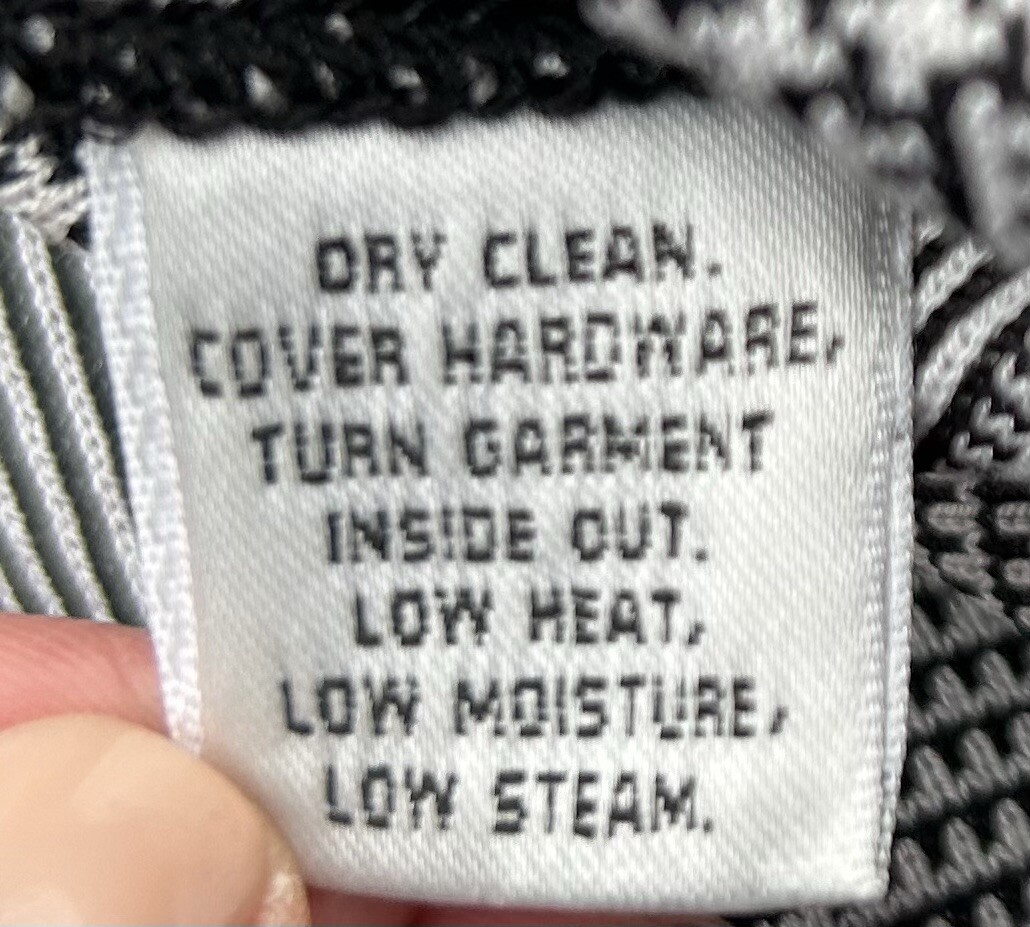 DRY CLEAN.
COVER HARDWARE,
TURN GARMENT
INSIDE OUT.
LOW HEAT,
LOW MOISTURE,
LOW STEAM.